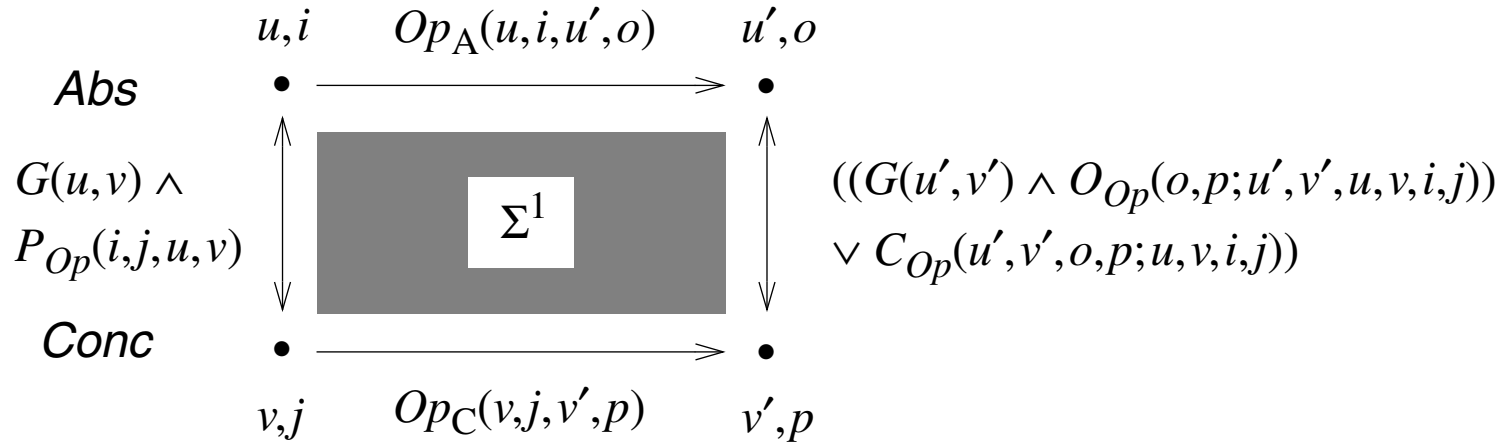 u,i Op_A(u,i,u′,o) u′,o
Abs
G(u,v) ∧
P_Op(i,j,u,v)
Σ^1
((G(u′,v′) ∧ O_Op(o,p;u′,v′,u,v,i,j))
∨ C_Op(u′,v′,o,p;u,v,i,j))
Conc
v,j Op_C(v,j,v′,p) v′,p